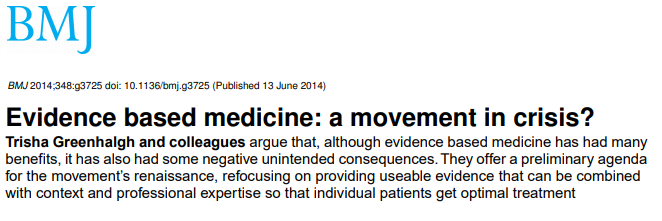 BMJ
BMJ 2014;348:g3725 doi: 10.1136/bmj.g3725 (Published 13 June 2014)
Evidence based medicine: a movement in crisis?
Trisha Greenhalgh and colleagues argue that, although evidence based medicine has had many
benefits, it has also had some negative unintended consequences. They offer a preliminary agenda
for the movement's renaissance, refocusing on providing useable evidence that can be combined
with context and professional expertise so that individual patients get optimal treatment